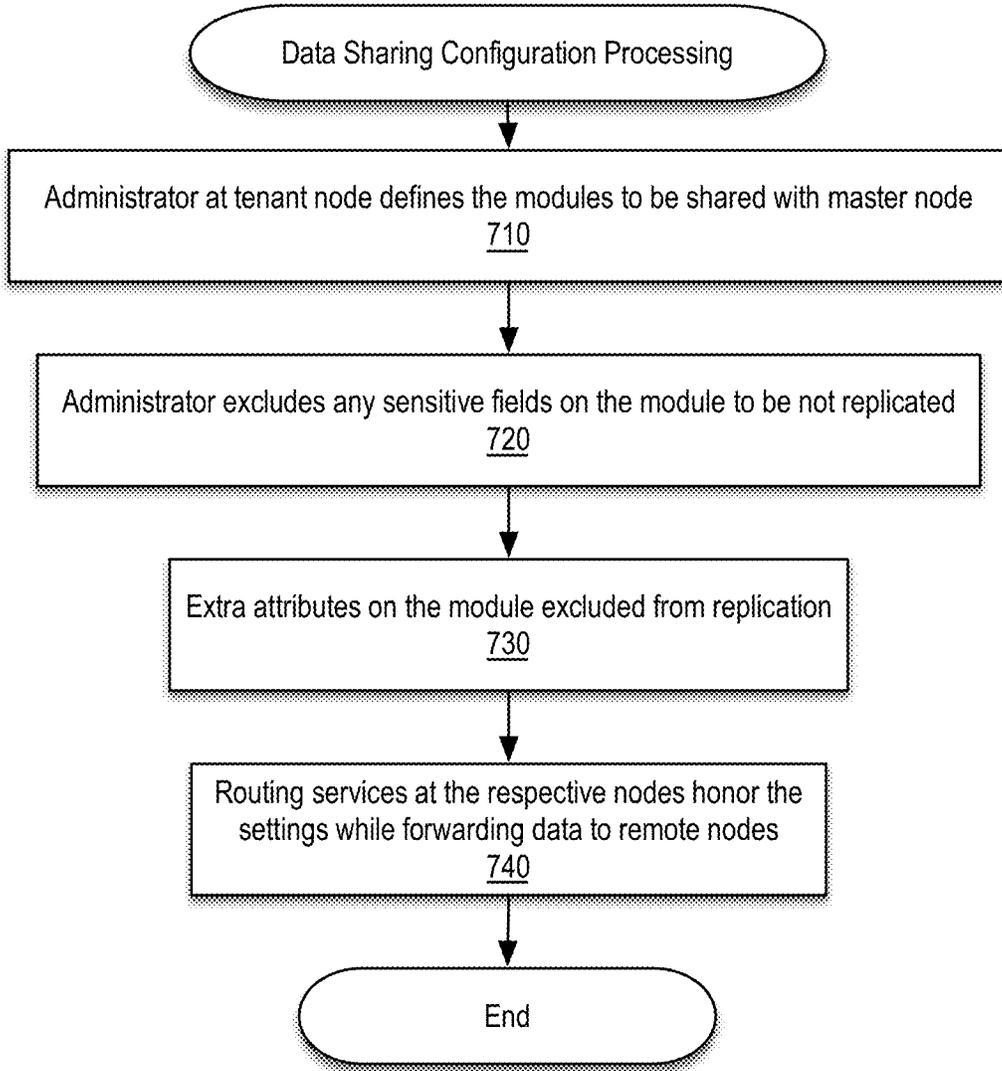 Data Sharing Configuration Processing
Administrator at tenant node defines the modules to be shared with master node
710
Administrator excludes any sensitive fields on the module to be not replicated
720
Extra attributes on the module excluded from replication
730
Routing services at the respective nodes honor the
settings while forwarding data to remote nodes
740
End